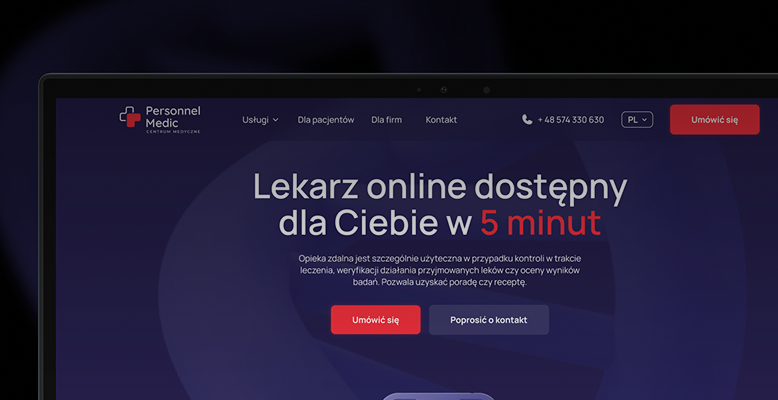 Personnel
Medic
CENTRUM MEDYCZNE
Usługi
Dla pacjentów
Dla firm
Kontakt
+ 48 574 330 630
PL
Umówić się
Lekarz online dostępny
dla Ciebie w 5 minut
Opieka zdalna jest szczególnie użyteczna w przypadku kontroli w trakcie
leczenia, weryfikacji działania przyjmowanych leków czy oceny wyników
badań. Pozwala uzyskać poradę czy receptę.
Umówić się
Poprosić o kontakt